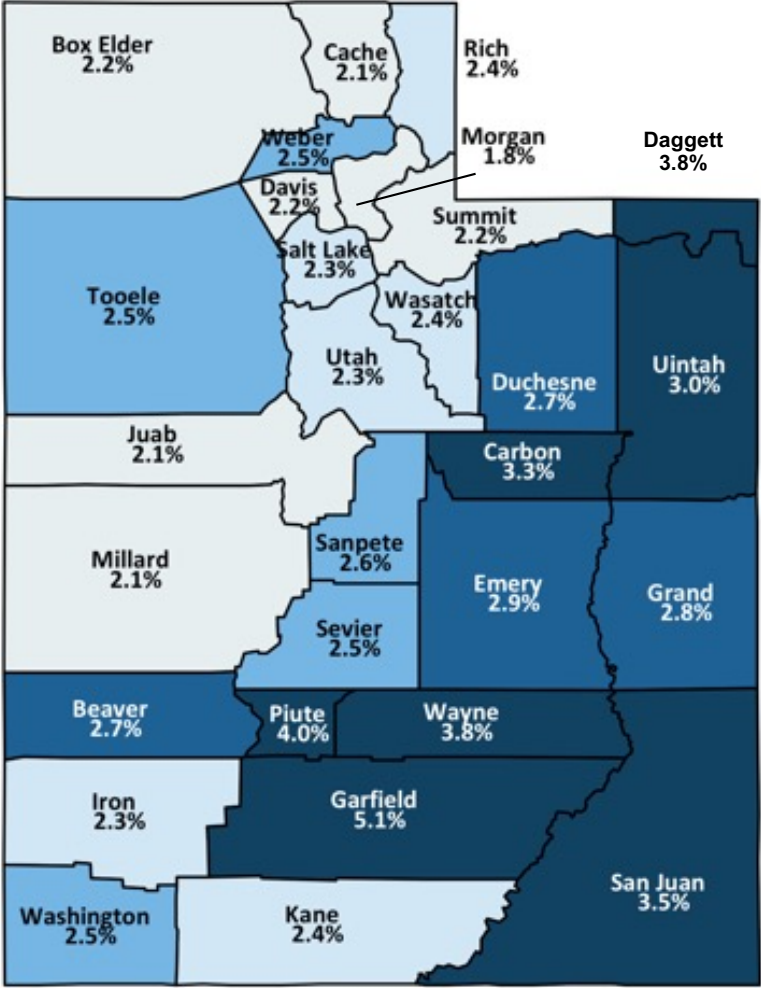 Box Elder
2.2%
Cache
2.1%
Rich
2.4%
Weber
2.5%
Morgan
1.8%
Daggett
3.8%
Davis
2.2%
Summit
2.2%
Salt Lake
2.3%
Tooele
2.5%
Wasatch
2.4%
Utah
2.3%
Duchesne
2.7%
Uintah
3.0%
Juab
2.1%
Carbon
3.3%
Millard
2.1%
Sanpete
2.6%
Emery
2.9%
Grand
2.8%
Sevier
2.5%
Beaver
2.7%
Piute
4.0%
Wayne
3.8%
Iron
2.3%
Garfield
5.1%
San Juan
3.5%
Washington
2.5%
Kane
2.4%